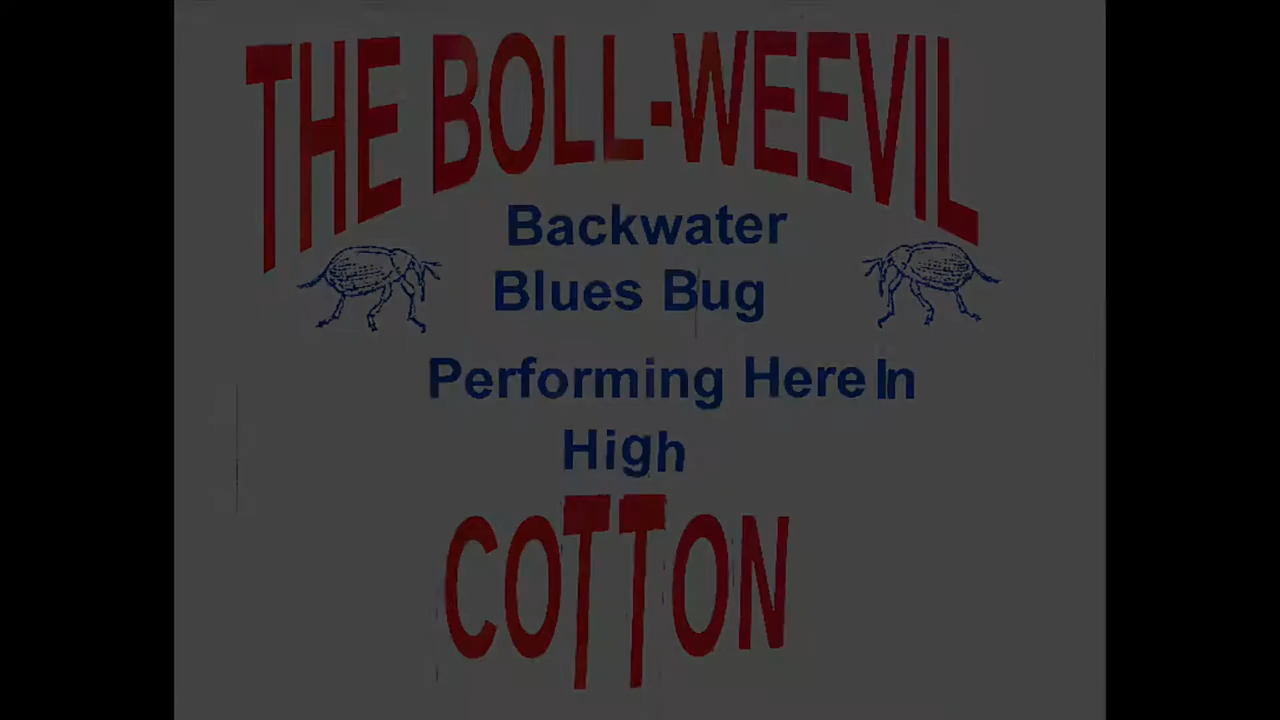 THE BOLL-WEEVIL
Backwater
Blues Bug
Performing Here In
High
COTTON